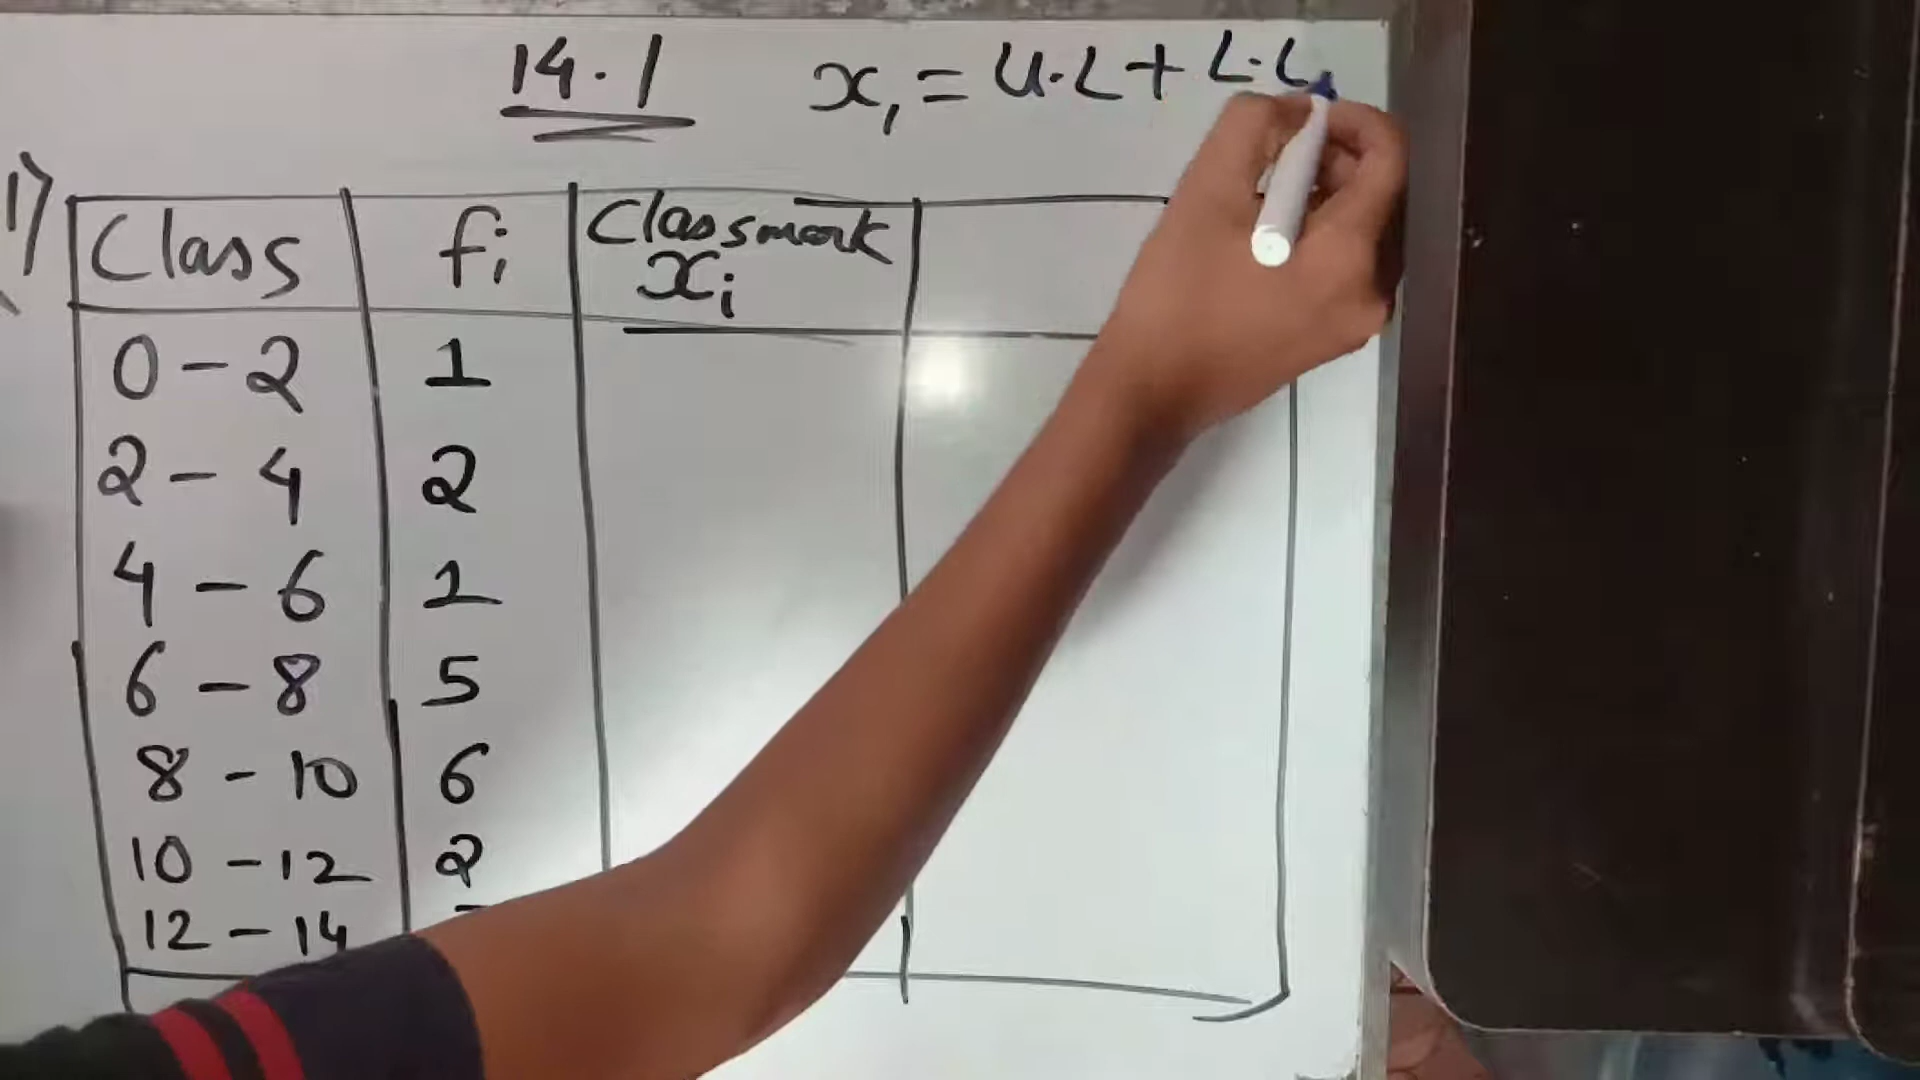 14.1 x₁ = U.L + L.L
1)
Class fi Classmark xi
0 - 2 1
2 - 4 2
4 - 6 1
6 - 8 5
8 - 10 6
10 - 12 2
12 - 14